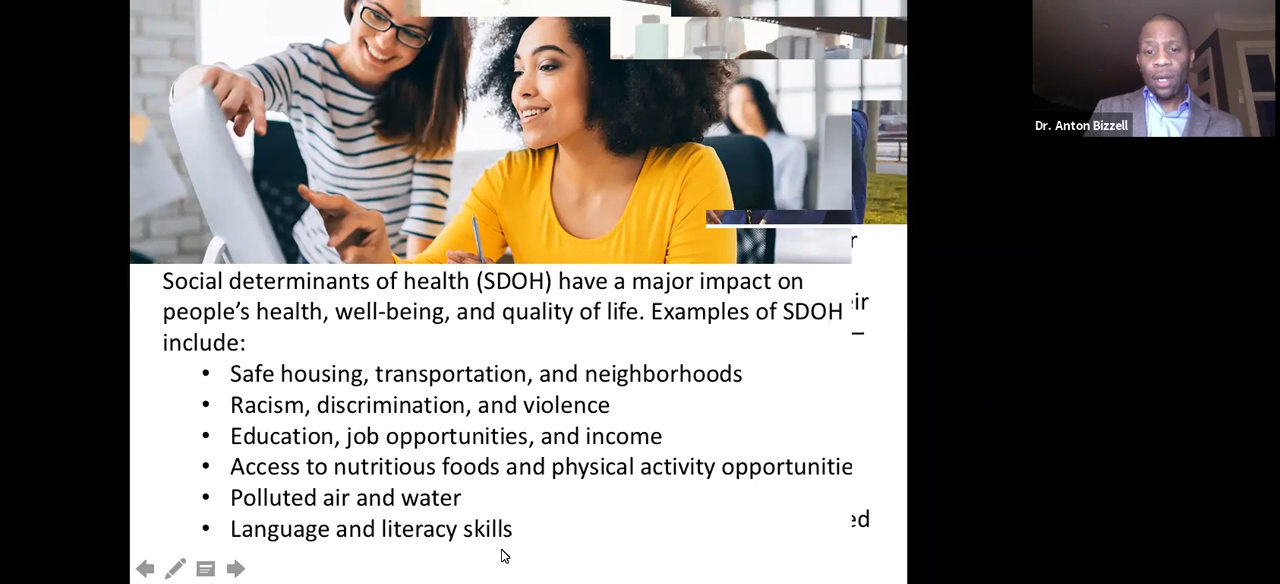 Dr. Anton Bizzell
r
Social determinants of health (SDOH) have a major impact on
people’s health, well-being, and quality of life. Examples of SDOH
eir
include:
–
• Safe housing, transportation, and neighborhoods
• Racism, discrimination, and violence
• Education, job opportunities, and income
• Access to nutritious foods and physical activity opportunitie
• Polluted air and water
ed
• Language and literacy skills